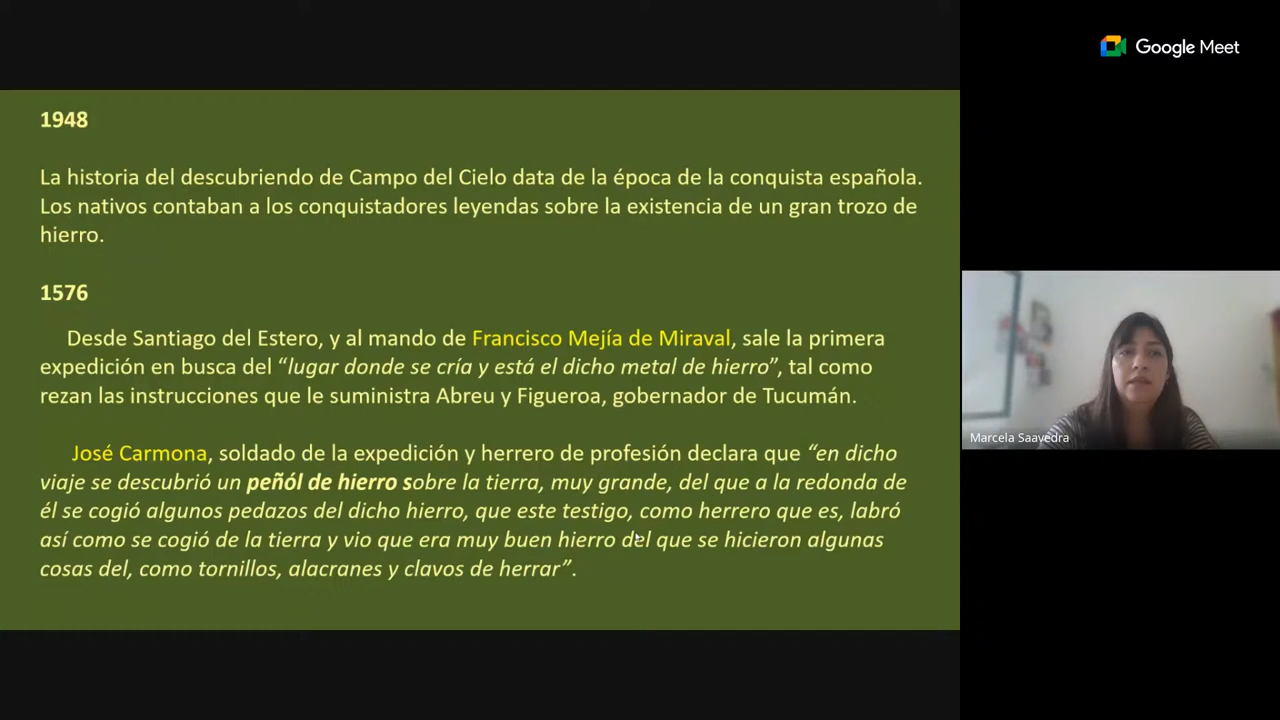 Google Meet
1948
La historia del descubriendo de Campo del Cielo data de la época de la conquista española.
Los nativos contaban a los conquistadores leyendas sobre la existencia de un gran trozo de
hierro.
1576
Desde Santiago del Estero, y al mando de Francisco Mejía de Miraval, sale la primera
expedición en busca del “lugar donde se cría y está el dicho metal de hierro”, tal como
rezan las instrucciones que le suministra Abreu y Figueroa, gobernador de Tucumán.
José Carmona, soldado de la expedición y herrero de profesión declara que “en dicho
viaje se descubrió un peñól de hierro sobre la tierra, muy grande, del que a la redonda de
él se cogió algunos pedazos del dicho hierro, que este testigo, como herrero que es, labró
así como se cogió de la tierra y vio que era muy buen hierro del que se hicieron algunas
cosas del, como tornillos, alacranes y clavos de herrar”.
Marcela Saavedra